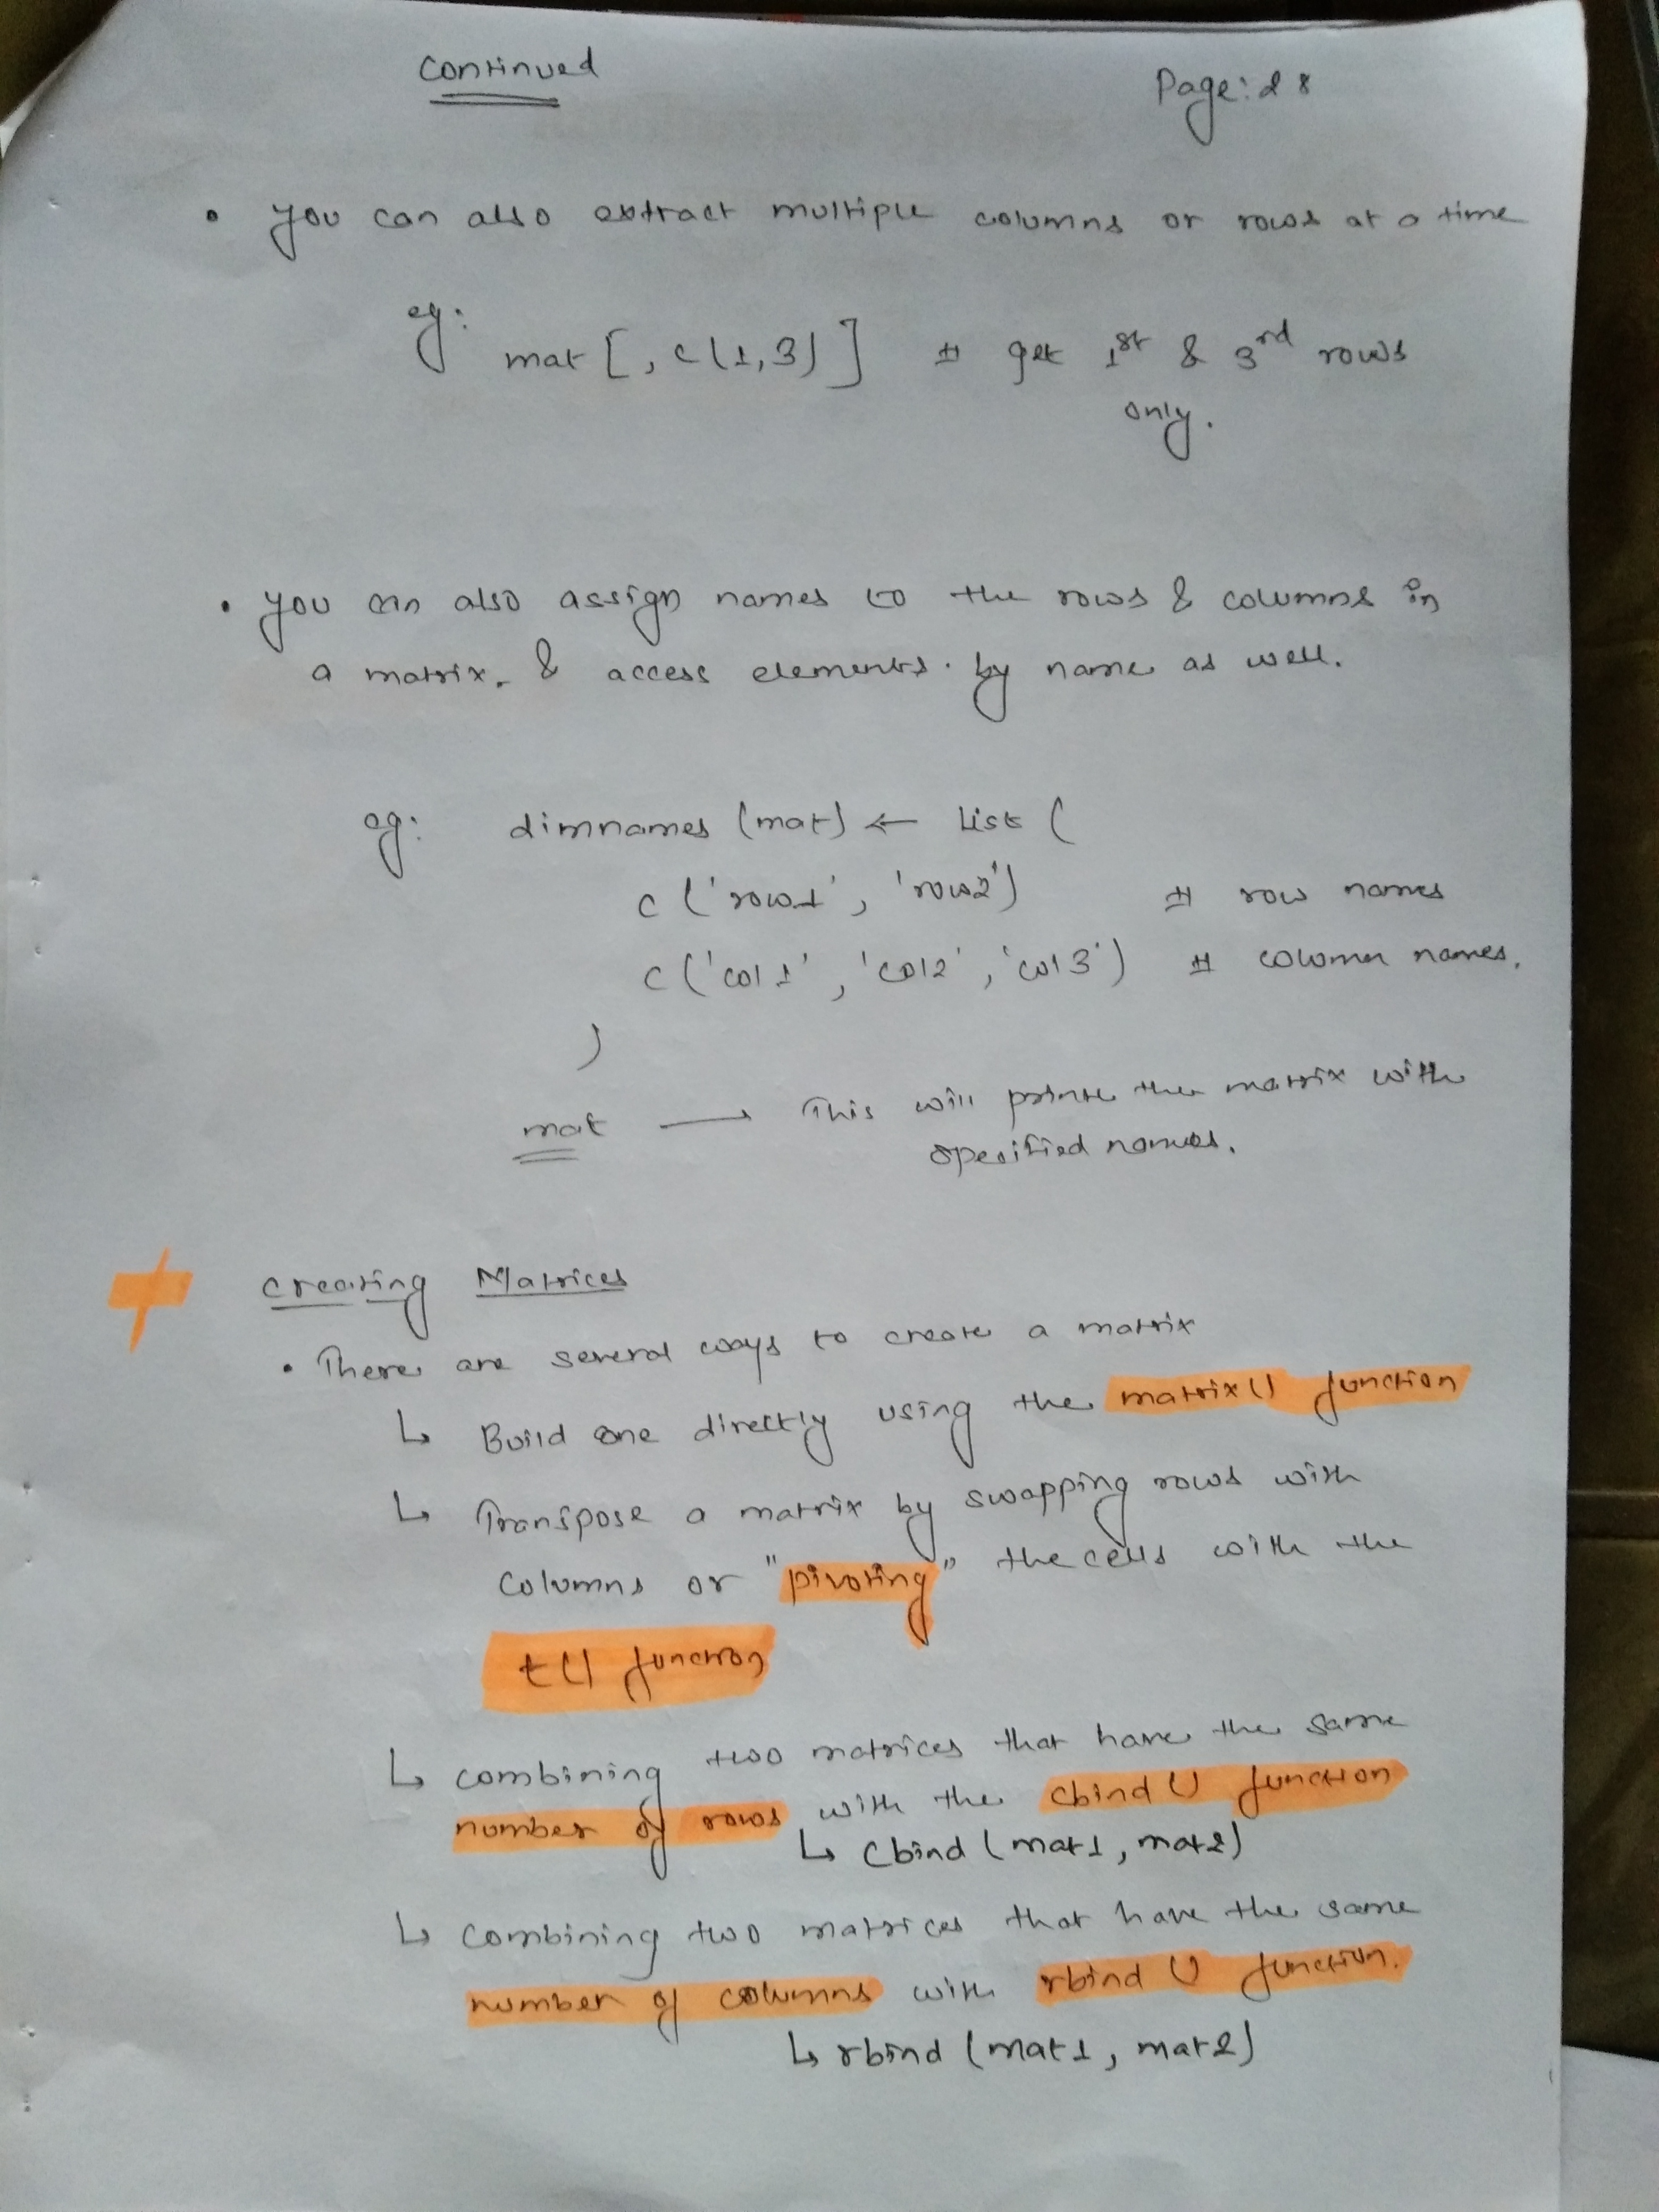 Continued
Page: 28
• You can also extract multiple columns or rows at a time
eg:
mat [, c(1,3)] # get 1st & 3rd rows
only.
• You can also assign names to the rows & columns in
a matrix. & access elements. by name as well.
eg: dimnames (mat) ← list (
c ('row1', 'row2') # row names
c ('col1', 'col2', 'col3') # column names.
)
mat → This will print the matrix with
specified names.
Creating Matrices
• There are several ways to create a matrix
↳ Build one directly using the matrix() function
↳ Transpose a matrix by swapping rows with
columns or "pivoting" the cells with the
t() function
↳ combining two matrices that have the same
number of rows with the cbind() function
↳ Cbind (mat1, mat2)
↳ combining two matrices that have the same
number of columns with rbind() function.
↳ rbind (mat1, mat2)